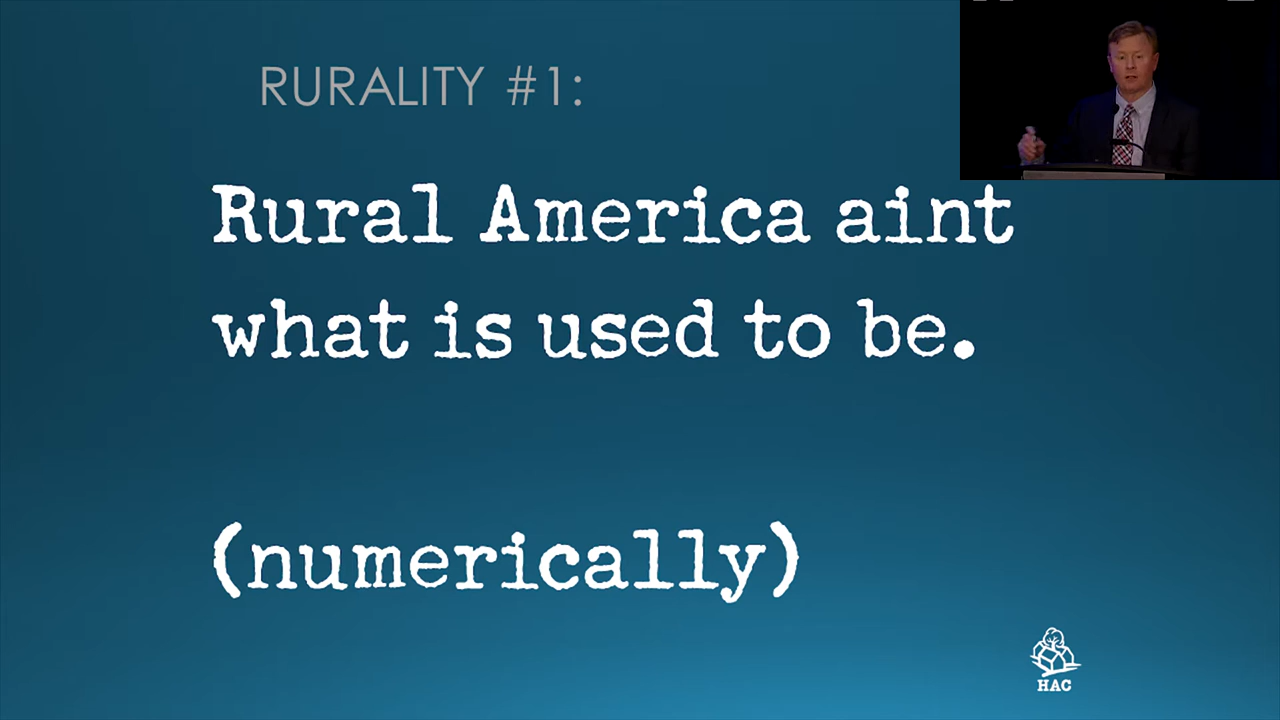 RURALITY #1:
Rural America aint
what is used to be.
(numerically)
HAC